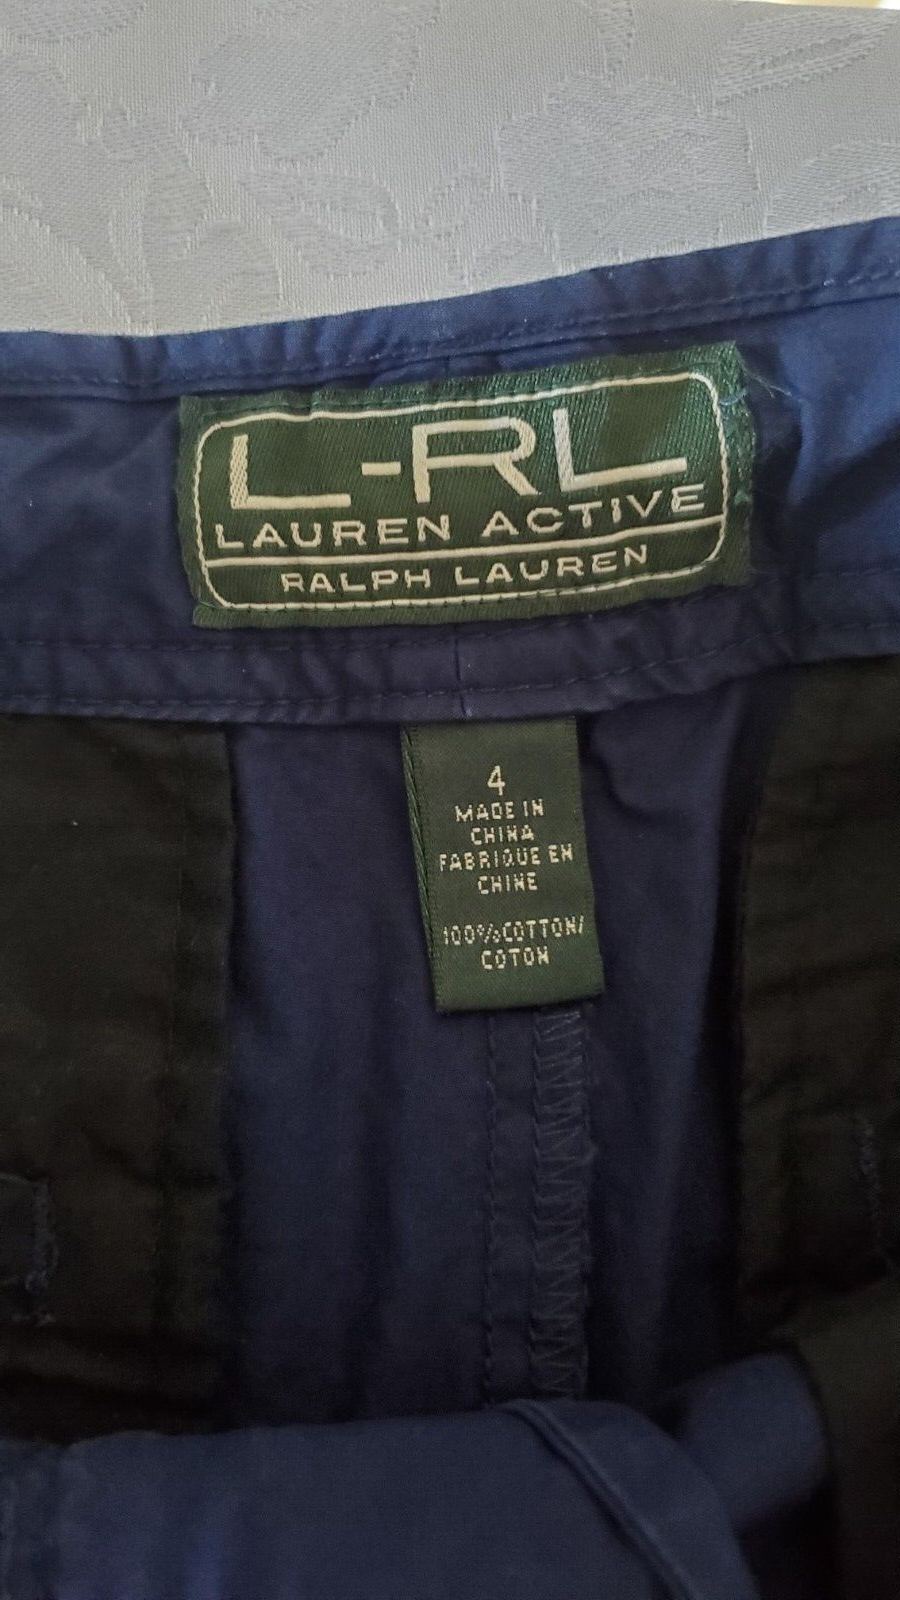 L-RL
LAUREN ACTIVE
RALPH LAUREN
4
MADE IN
CHINA
FABRIQUE EN
CHINE
100%COTTON/
COTON